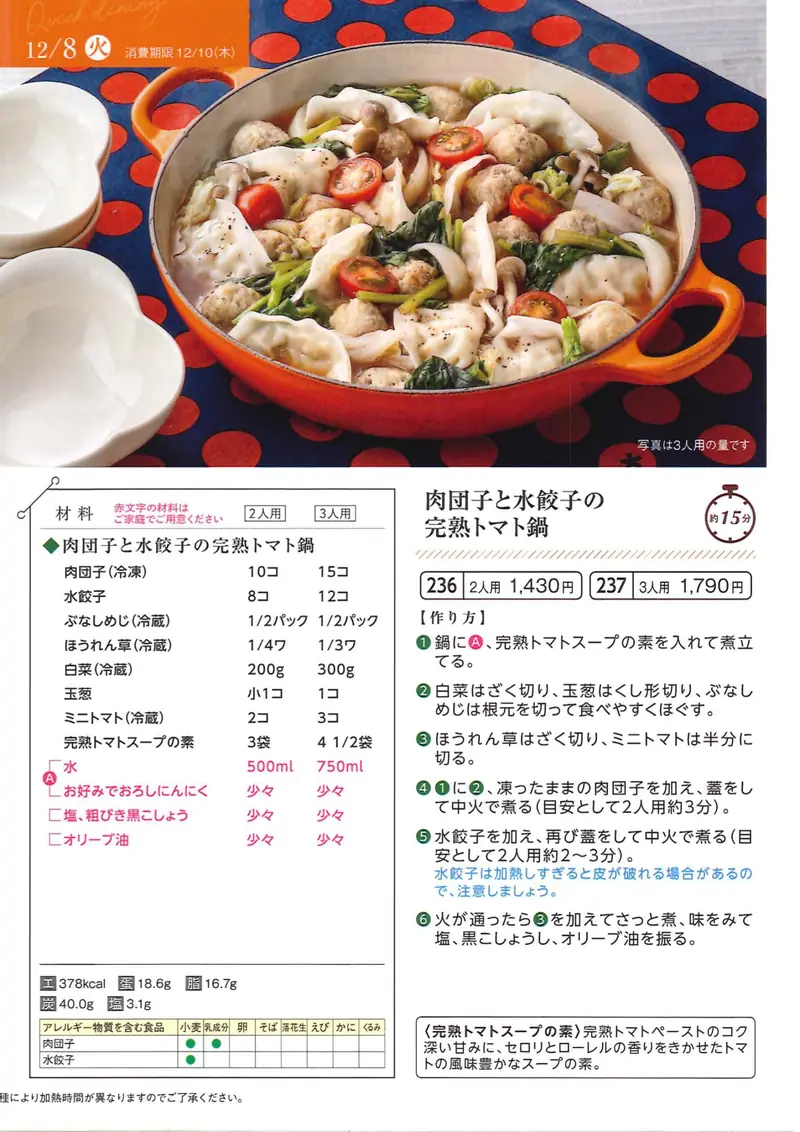 Quick dining
12/8 火 消費期限 12/10(木)
写真は3人用の量です
材料 赤文字の材料は
ご家庭でご用意ください
2人用 3人用
◆肉団子と水餃子の完熟トマト鍋
肉団子(冷凍) 10コ 15コ
水餃子 8コ 12コ
ぶなしめじ(冷蔵) 1/2パック 1/2パック
ほうれん草(冷蔵) 1/4ワ 1/3ワ
白菜(冷蔵) 200g 300g
玉葱 小1コ 1コ
ミニトマト(冷蔵) 2コ 3コ
完熟トマトスープの素 3袋 4 1/2袋
A 水 500ml 750ml
お好みでおろしにんにく 少々 少々
□塩、粗びき黒こしょう 少々 少々
□オリーブ油 少々 少々
エ 378kcal 蛋 18.6g 脂 16.7g
炭 40.0g 塩 3.1g
アレルギー物質を含む食品 小麦 乳成分 卵 そば 落花生 えび かに くるみ
肉団子 ● ●
水餃子 ●
肉団子と水餃子の
完熟トマト鍋
約15分
236 2人用 1,430円 237 3人用 1,790円
【作り方】
❶ 鍋にA、完熟トマトスープの素を入れて煮立
てる。
❷ 白菜はざく切り、玉葱はくし形切り、ぶなし
めじは根元を切って食べやすくほぐす。
❸ ほうれん草はざく切り、ミニトマトは半分に
切る。
❹ ❶に❷、凍ったままの肉団子を加え、蓋をし
て中火で煮る(目安として2人用約3分)。
❺ 水餃子を加え、再び蓋をして中火で煮る(目
安として2人用約2〜3分)。
水餃子は加熱しすぎると皮が破れる場合があるの
で、注意しましょう。
❻ 火が通ったら❸を加えてさっと煮、味をみて
塩、黒こしょうし、オリーブ油を振る。
〈完熟トマトスープの素〉完熟トマトペーストのコク
深い甘みに、セロリとローレルの香りをきかせたトマ
トの風味豊かなスープの素。
種により加熱時間が異なりますのでご了承ください。